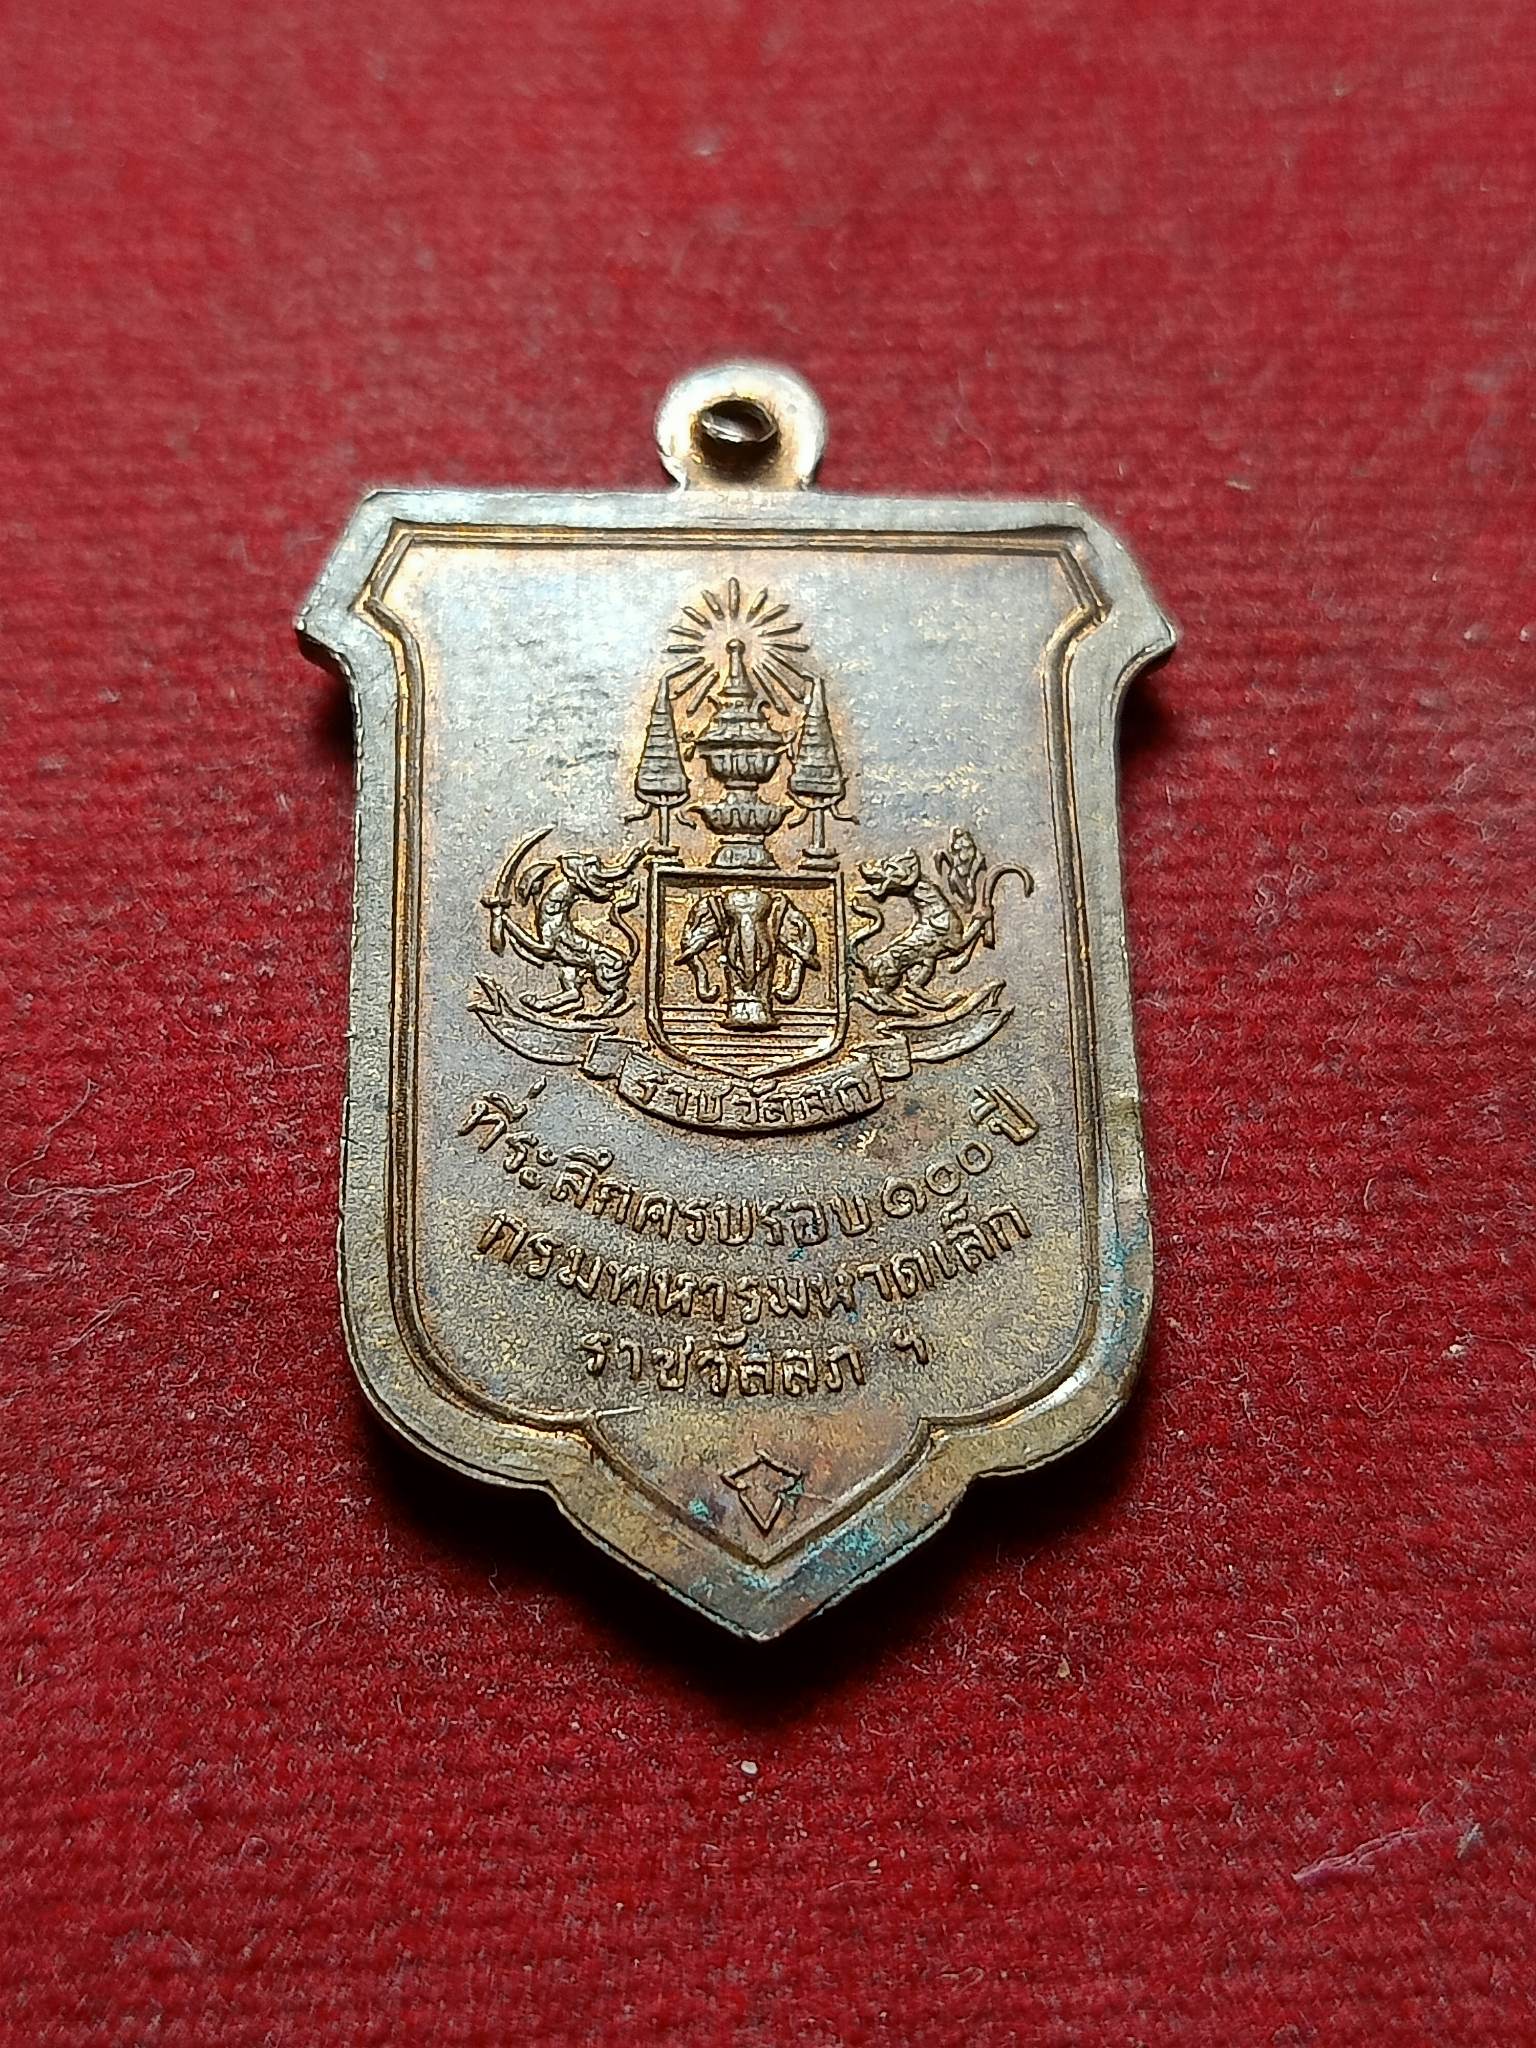 ราชวัลลภ
ที่ระลึกครบรอบ ๑๐๐ ปี
กรมทหารมหาดเล็ก
ราชวัลลภ ฯ